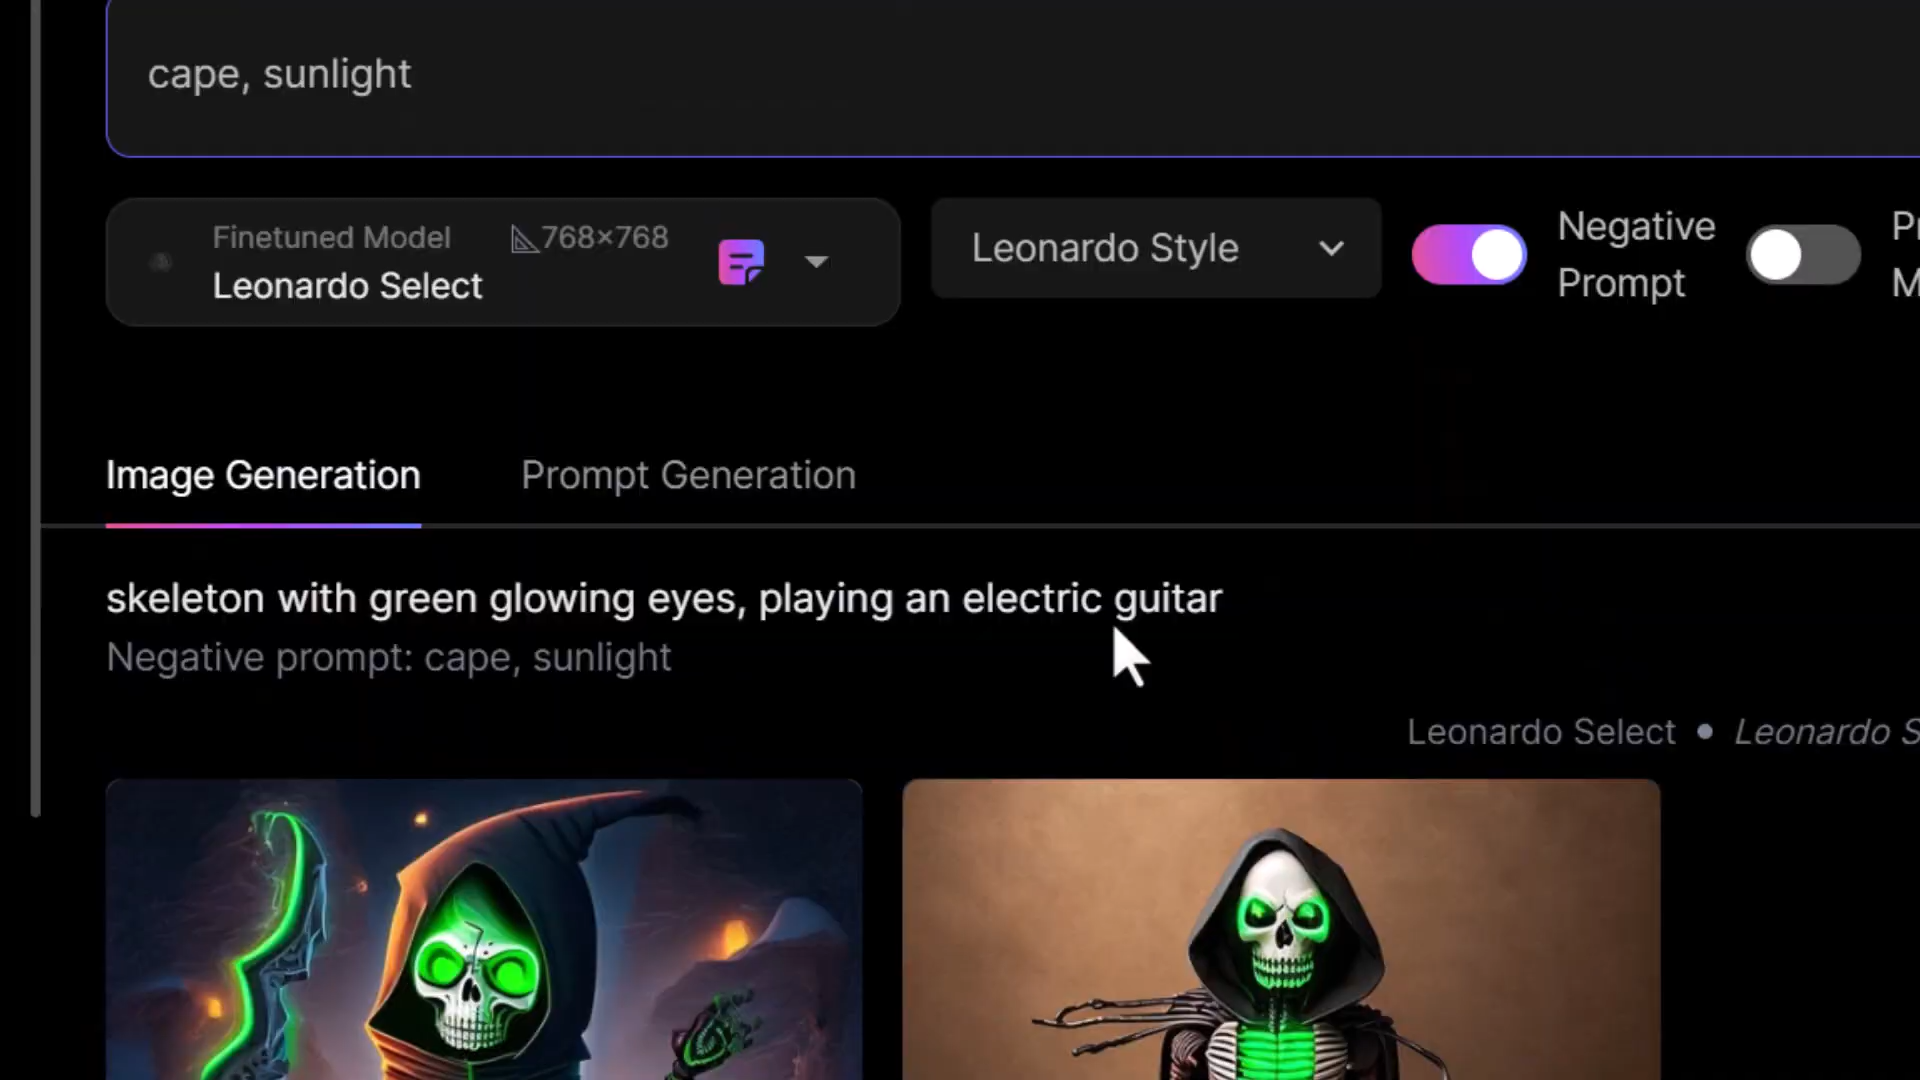 cape, sunlight
Finetuned Model 768×768
Leonardo Select
Leonardo Style
Negative
Prompt
Image Generation
Prompt Generation
skeleton with green glowing eyes, playing an electric guitar
Negative prompt: cape, sunlight
Leonardo Select • Leonardo